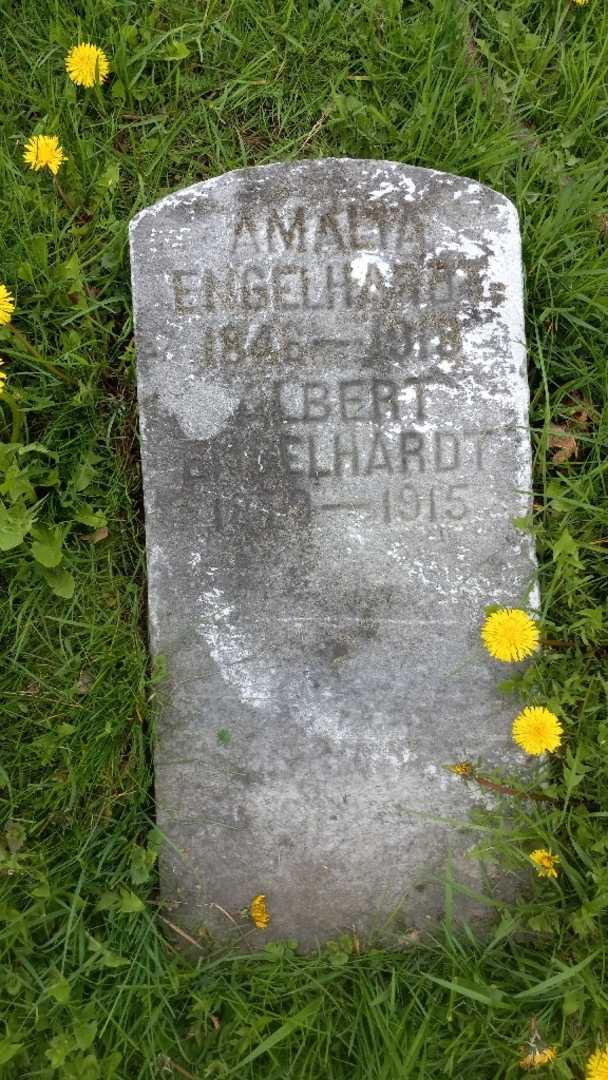 AMALIA
ENGELHARDT
1846—1913
ALBERT
ENGELHARDT
—1915